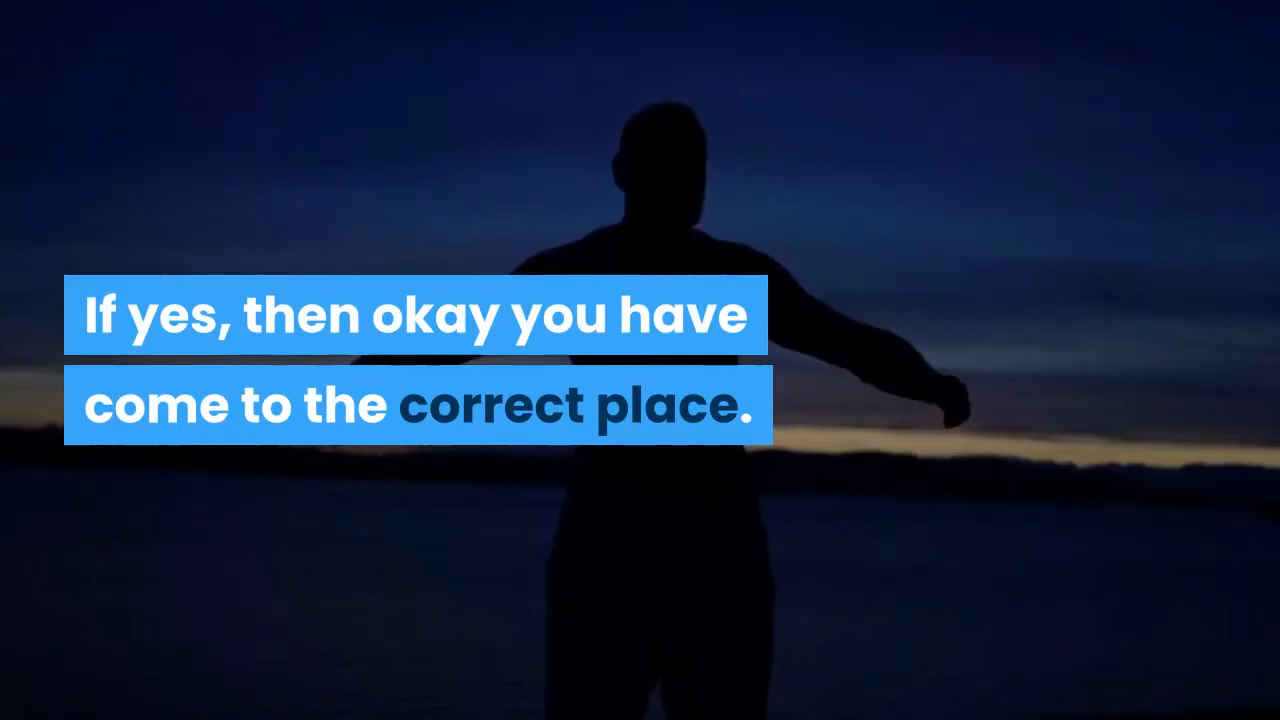 If yes, then okay you have
come to the correct place.